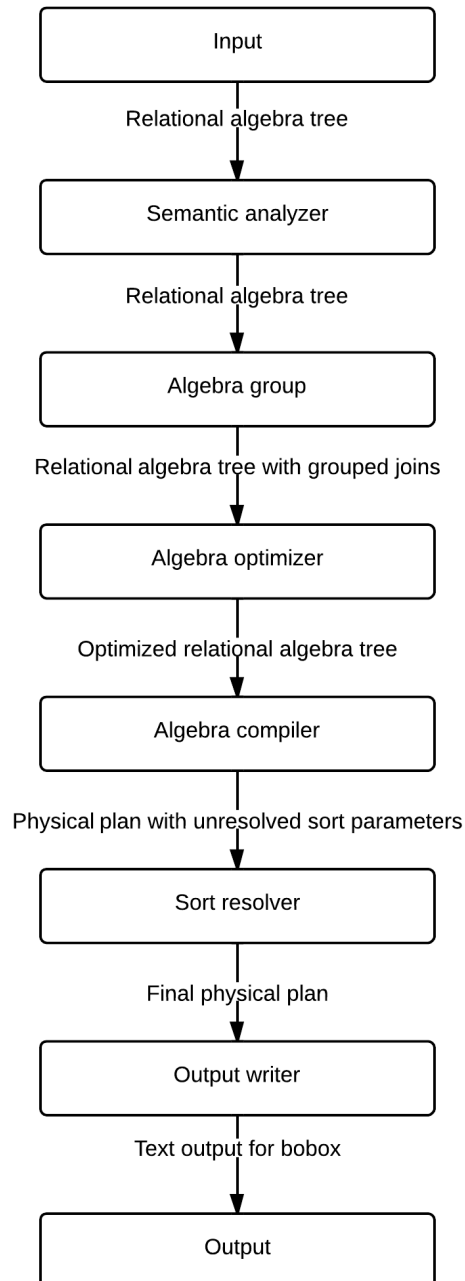 Input
Relational algebra tree
Semantic analyzer
Relational algebra tree
Algebra group
Relational algebra tree with grouped joins
Algebra optimizer
Optimized relational algebra tree
Algebra compiler
Physical plan with unresolved sort parameters
Sort resolver
Final physical plan
Output writer
Text output for bobox
Output